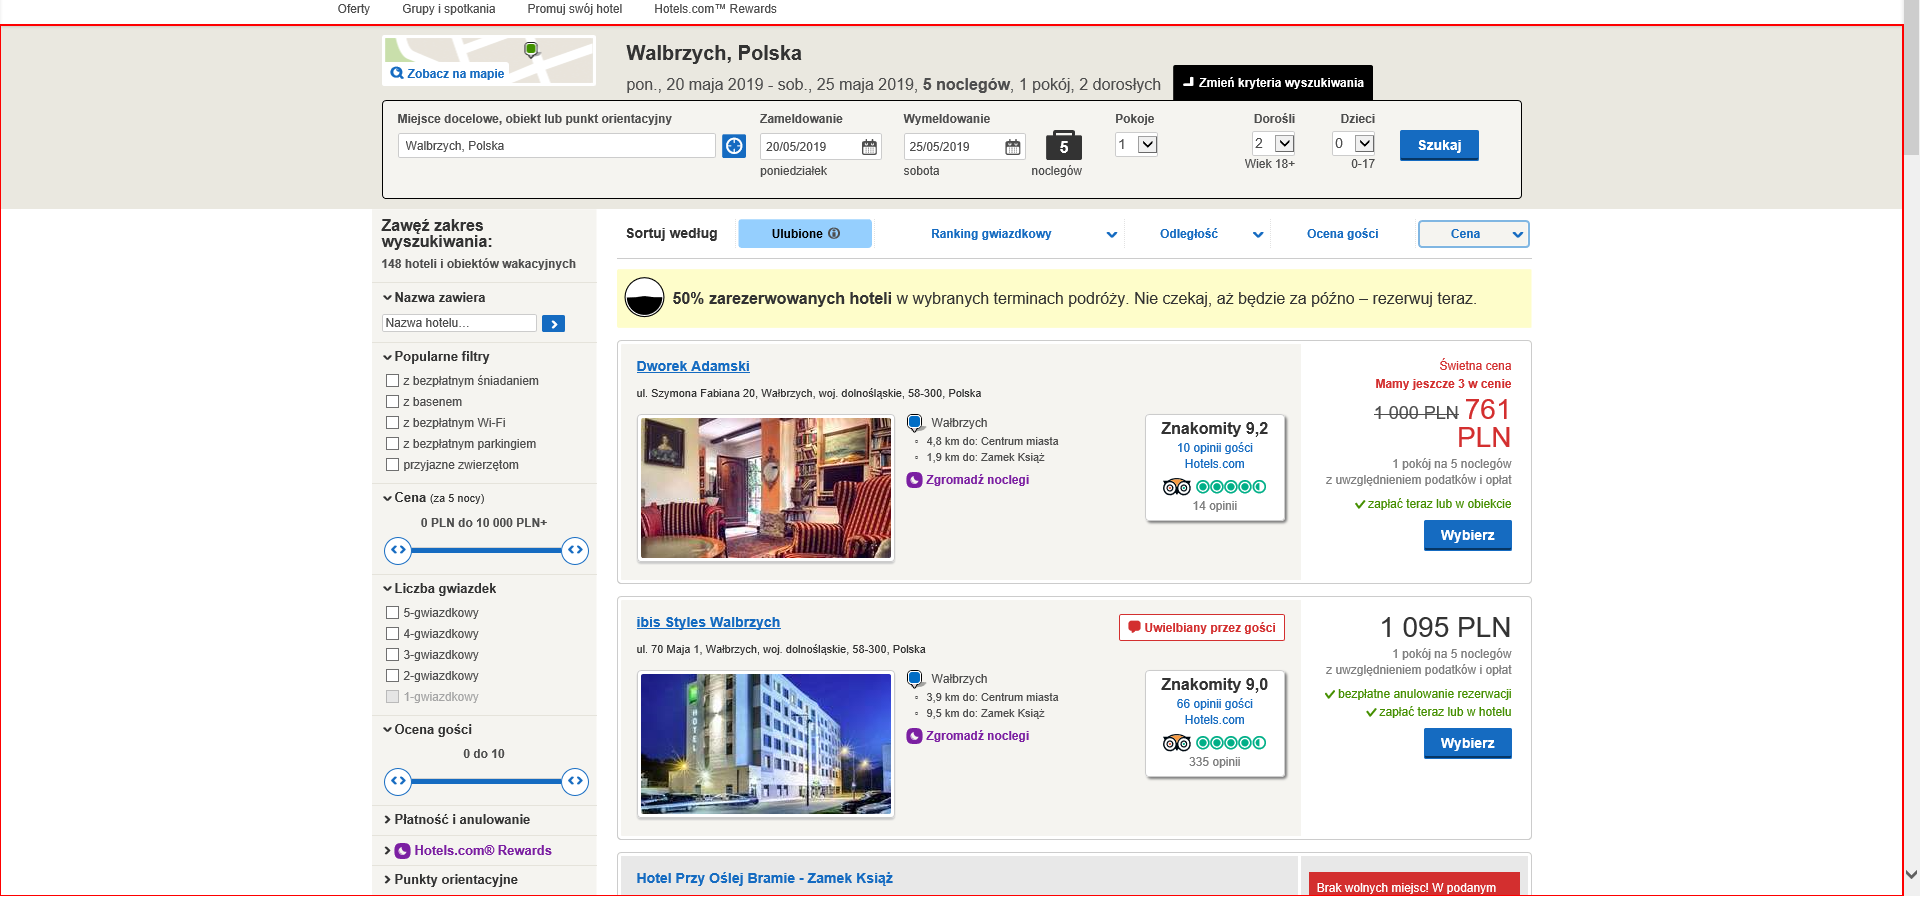 Oferty Grupy i spotkania Promuj swój hotel Hotels.com™ Rewards
Zobacz na mapie
Walbrzych, Polska
pon., 20 maja 2019 - sob., 25 maja 2019, 5 noclegów, 1 pokój, 2 dorosłych
Zmień kryteria wyszukiwania
Miejsce docelowe, obiekt lub punkt orientacyjny Zameldowanie Wymeldowanie Pokoje Dorośli Dzieci
Walbrzych, Polska 20/05/2019 25/05/2019 5 1 2 0 Szukaj
poniedziałek sobota noclegów Wiek 18+ 0-17
Zawęź zakres
wyszukiwania:
148 hoteli i obiektów wakacyjnych
Nazwa zawiera
Nazwa hotelu...
Popularne filtry
z bezpłatnym śniadaniem
z basenem
z bezpłatnym Wi-Fi
z bezpłatnym parkingiem
przyjazne zwierzętom
Cena (za 5 nocy)
0 PLN do 10 000 PLN+
Liczba gwiazdek
5-gwiazdkowy
4-gwiazdkowy
3-gwiazdkowy
2-gwiazdkowy
1-gwiazdkowy
Ocena gości
0 do 10
Płatność i anulowanie
Hotels.com® Rewards
Punkty orientacyjne
Sortuj według Ulubione Ranking gwiazdkowy Odległość Ocena gości Cena
50% zarezerwowanych hoteli w wybranych terminach podróży. Nie czekaj, aż będzie za późno – rezerwuj teraz.
Dworek Adamski
ul. Szymona Fabiana 20, Wałbrzych, woj. dolnośląskie, 58-300, Polska
Wałbrzych
4,8 km do: Centrum miasta
1,9 km do: Zamek Książ
Zgromadź noclegi
Znakomity 9,2
10 opinii gości
Hotels.com
14 opinii
Świetna cena
Mamy jeszcze 3 w cenie
1 000 PLN 761
PLN
1 pokój na 5 noclegów
z uwzględnieniem podatków i opłat
zapłać teraz lub w obiekcie
Wybierz
ibis Styles Walbrzych
Uwielbiany przez gości
ul. 70 Maja 1, Wałbrzych, woj. dolnośląskie, 58-300, Polska
HOTEL
Wałbrzych
3,9 km do: Centrum miasta
9,5 km do: Zamek Książ
Zgromadź noclegi
Znakomity 9,0
66 opinii gości
Hotels.com
335 opinii
1 095 PLN
1 pokój na 5 noclegów
z uwzględnieniem podatków i opłat
bezpłatne anulowanie rezerwacji
zapłać teraz lub w hotelu
Wybierz
Hotel Przy Oślej Bramie - Zamek Książ
Brak wolnych miejsc! W podanym